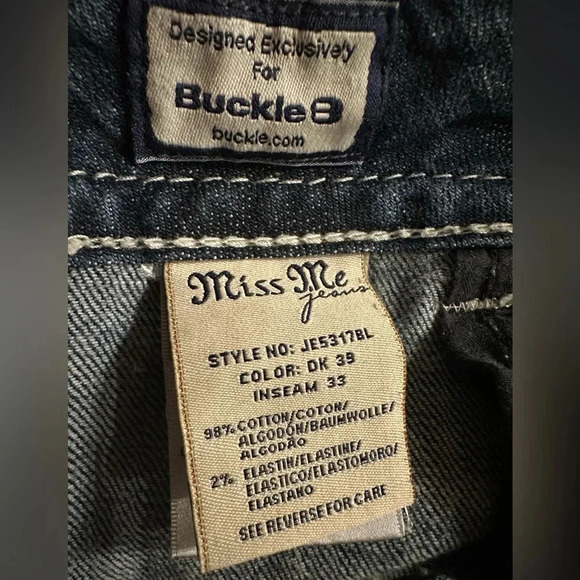 Designed Exclusively
For
Buckle B
buckle.com
Miss Me
jeans
STYLE NO: JE5317BL
COLOR: DK 39
INSEAM 33
98% COTTON/COTON/
ALGODÓN/BAUMWOLLE/
ALGODÃO
2% ELASTIN/ELASTINE/
ELASTICO/ELASTOMORO/
ELASTANO
SEE REVERSE FOR CARE